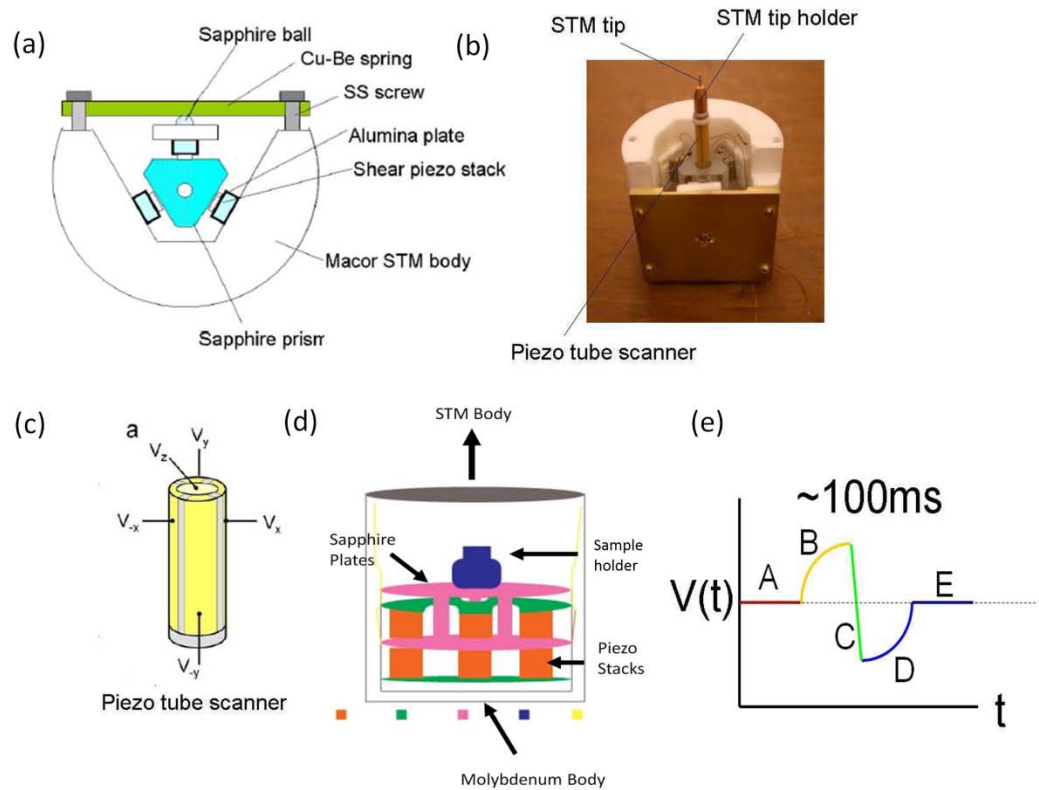 (a)
Sapphire ball
Cu-Be spring
SS screw
Alumina plate
Shear piezo stack
Macor STM body
Sapphire prism
(b)
STM tip
STM tip holder
Piezo tube scanner
(c)
a
Vz
Vy
V-x
Vx
V-y
Piezo tube scanner
(d)
STM Body
Sapphire
Plates
Sample
holder
Piezo
Stacks
Molybdenum Body
(e)
~100ms
V(t)
A
B
C
D
E
t